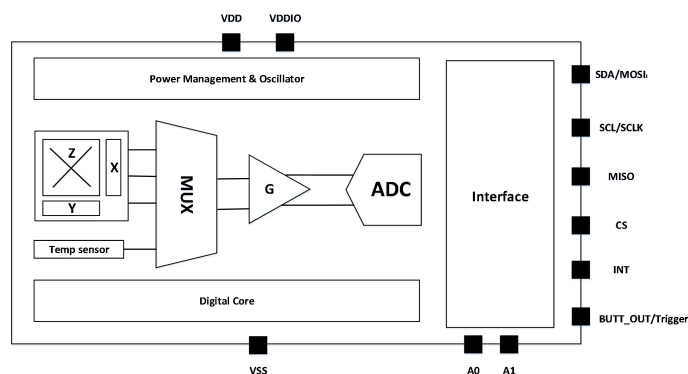 VDD VDDIO
Power Management & Oscillator
SDA/MOSI
SCL/SCLK
Z
X
Y
MUX
G
ADC
Interface
MISO
CS
Temp sensor
INT
Digital Core
BUTT_OUT/Trigger
VSS A0 A1